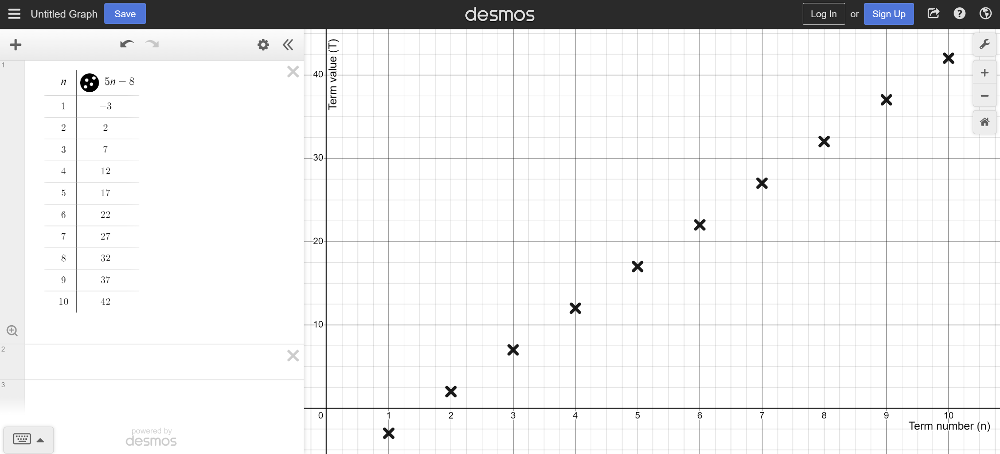 Untitled Graph Save desmos Log In or Sign Up
1
n 5n − 8
1 −3
2 2
3 7
4 12
5 17
6 22
7 27
8 32
9 37
10 42
2
3
powered by
desmos
Term value (T)
40
30
20
10
0 1 2 3 4 5 6 7 8 9 10
Term number (n)